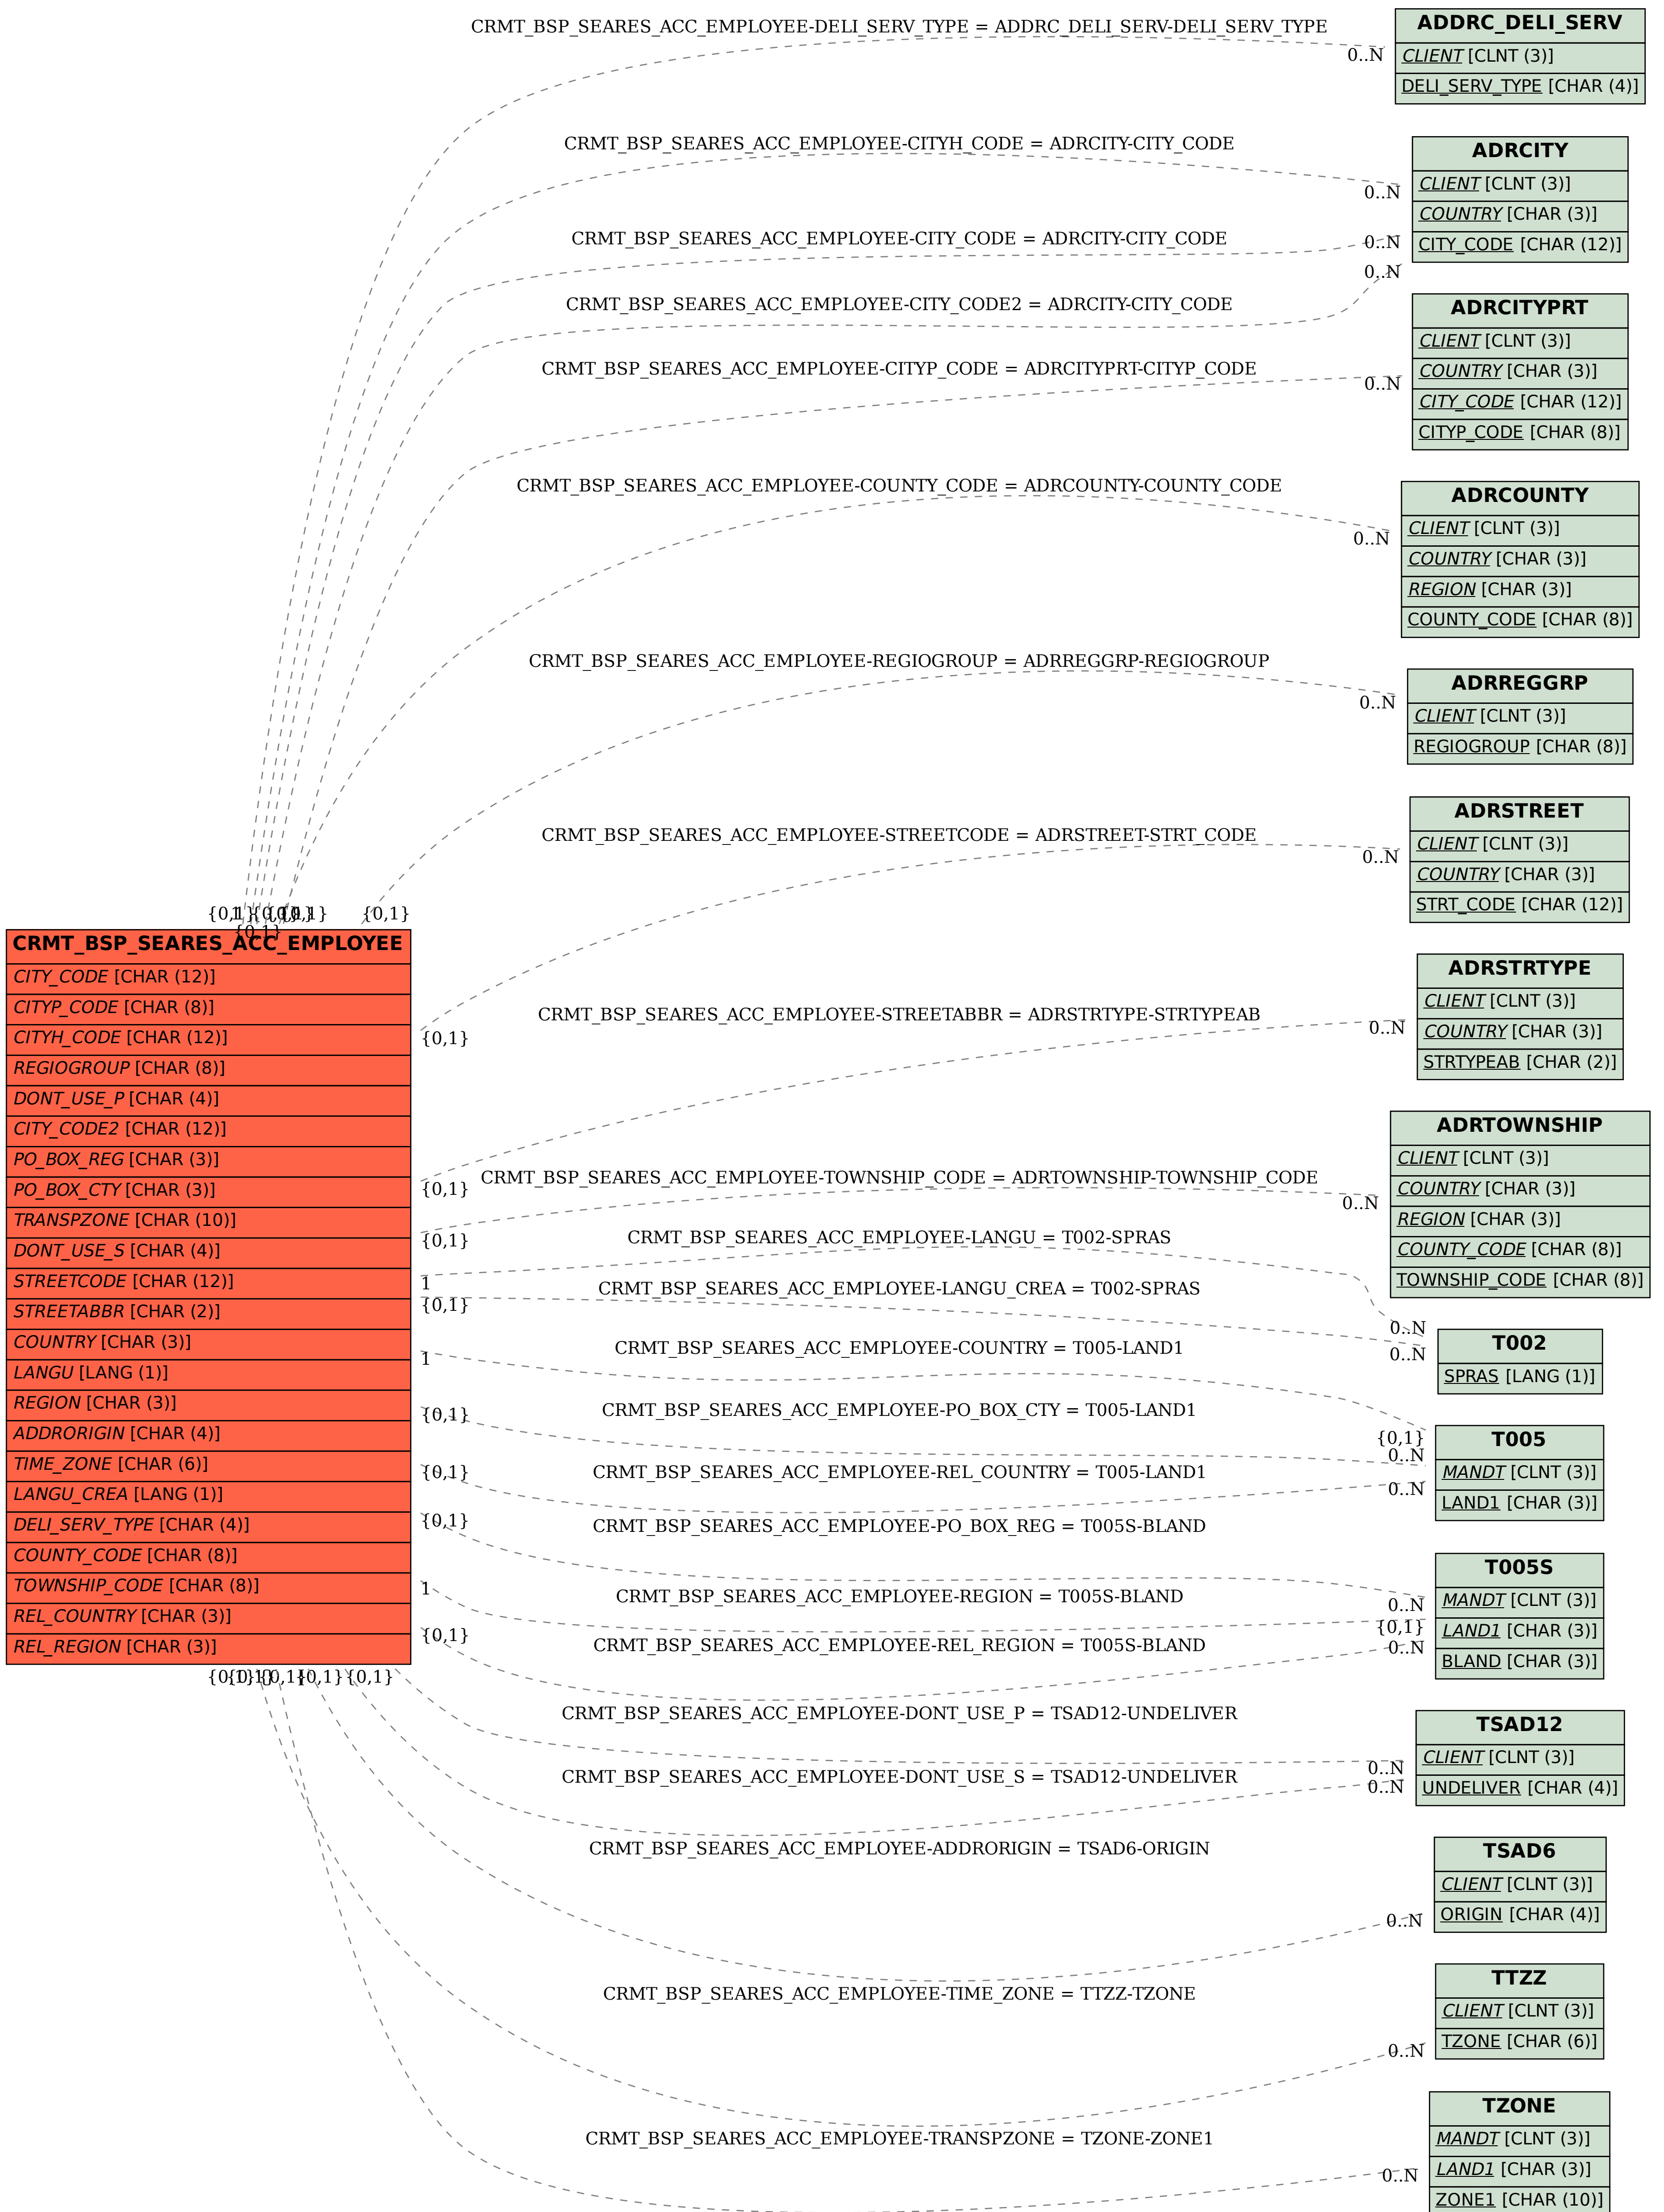 CRMT_BSP_SEARES_ACC_EMPLOYEE-DELI_SERV_TYPE = ADDRC_DELI_SERV-DELI_SERV_TYPE
0..N
ADDRC_DELI_SERV
CLIENT [CLNT (3)]
DELI_SERV_TYPE [CHAR (4)]
CRMT_BSP_SEARES_ACC_EMPLOYEE-CITYH_CODE = ADRCITY-CITY_CODE
0..N
CRMT_BSP_SEARES_ACC_EMPLOYEE-CITY_CODE = ADRCITY-CITY_CODE
0..N
0..N
ADRCITY
CLIENT [CLNT (3)]
COUNTRY [CHAR (3)]
CITY_CODE [CHAR (12)]
CRMT_BSP_SEARES_ACC_EMPLOYEE-CITY_CODE2 = ADRCITY-CITY_CODE
CRMT_BSP_SEARES_ACC_EMPLOYEE-CITYP_CODE = ADRCITYPRT-CITYP_CODE
0..N
ADRCITYPRT
CLIENT [CLNT (3)]
COUNTRY [CHAR (3)]
CITY_CODE [CHAR (12)]
CITYP_CODE [CHAR (8)]
CRMT_BSP_SEARES_ACC_EMPLOYEE-COUNTY_CODE = ADRCOUNTY-COUNTY_CODE
0..N
ADRCOUNTY
CLIENT [CLNT (3)]
COUNTRY [CHAR (3)]
REGION [CHAR (3)]
COUNTY_CODE [CHAR (8)]
CRMT_BSP_SEARES_ACC_EMPLOYEE-REGIOGROUP = ADRREGGRP-REGIOGROUP
0..N
ADRREGGRP
CLIENT [CLNT (3)]
REGIOGROUP [CHAR (8)]
CRMT_BSP_SEARES_ACC_EMPLOYEE-STREETCODE = ADRSTREET-STRT_CODE
0..N
ADRSTREET
CLIENT [CLNT (3)]
COUNTRY [CHAR (3)]
STRT_CODE [CHAR (12)]
{0,1}
{0,1}
{0,1}
CRMT_BSP_SEARES_ACC_EMPLOYEE
CITY_CODE [CHAR (12)]
CITYP_CODE [CHAR (8)]
CITYH_CODE [CHAR (12)]
REGIOGROUP [CHAR (8)]
DONT_USE_P [CHAR (4)]
CITY_CODE2 [CHAR (12)]
PO_BOX_REG [CHAR (3)]
PO_BOX_CTY [CHAR (3)]
TRANSPZONE [CHAR (10)]
DONT_USE_S [CHAR (4)]
STREETCODE [CHAR (12)]
STREETABBR [CHAR (2)]
COUNTRY [CHAR (3)]
LANGU [LANG (1)]
REGION [CHAR (3)]
ADDRORIGIN [CHAR (4)]
TIME_ZONE [CHAR (6)]
LANGU_CREA [LANG (1)]
DELI_SERV_TYPE [CHAR (4)]
COUNTY_CODE [CHAR (8)]
TOWNSHIP_CODE [CHAR (8)]
REL_COUNTRY [CHAR (3)]
REL_REGION [CHAR (3)]
{0,1}
CRMT_BSP_SEARES_ACC_EMPLOYEE-STREETABBR = ADRSTRTYPE-STRTYPEAB
0..N
ADRSTRTYPE
CLIENT [CLNT (3)]
COUNTRY [CHAR (3)]
STRTYPEAB [CHAR (2)]
{0,1}
CRMT_BSP_SEARES_ACC_EMPLOYEE-TOWNSHIP_CODE = ADRTOWNSHIP-TOWNSHIP_CODE
0..N
ADRTOWNSHIP
CLIENT [CLNT (3)]
COUNTRY [CHAR (3)]
REGION [CHAR (3)]
COUNTY_CODE [CHAR (8)]
TOWNSHIP_CODE [CHAR (8)]
{0,1}
CRMT_BSP_SEARES_ACC_EMPLOYEE-LANGU = T002-SPRAS
1
{0,1}
CRMT_BSP_SEARES_ACC_EMPLOYEE-LANGU_CREA = T002-SPRAS
0..N
0..N
T002
SPRAS [LANG (1)]
CRMT_BSP_SEARES_ACC_EMPLOYEE-COUNTRY = T005-LAND1
1
{0,1}
CRMT_BSP_SEARES_ACC_EMPLOYEE-PO_BOX_CTY = T005-LAND1
{0,1}
0..N
CRMT_BSP_SEARES_ACC_EMPLOYEE-REL_COUNTRY = T005-LAND1
{0,1}
0..N
T005
MANDT [CLNT (3)]
LAND1 [CHAR (3)]
{0,1}
CRMT_BSP_SEARES_ACC_EMPLOYEE-PO_BOX_REG = T005S-BLAND
1
CRMT_BSP_SEARES_ACC_EMPLOYEE-REGION = T005S-BLAND
0..N
{0,1}
{0,1}
CRMT_BSP_SEARES_ACC_EMPLOYEE-REL_REGION = T005S-BLAND
0..N
T005S
MANDT [CLNT (3)]
LAND1 [CHAR (3)]
BLAND [CHAR (3)]
{0,1}
{0,1}
CRMT_BSP_SEARES_ACC_EMPLOYEE-DONT_USE_P = TSAD12-UNDELIVER
0..N
CRMT_BSP_SEARES_ACC_EMPLOYEE-DONT_USE_S = TSAD12-UNDELIVER
0..N
TSAD12
CLIENT [CLNT (3)]
UNDELIVER [CHAR (4)]
CRMT_BSP_SEARES_ACC_EMPLOYEE-ADDRORIGIN = TSAD6-ORIGIN
0..N
TSAD6
CLIENT [CLNT (3)]
ORIGIN [CHAR (4)]
CRMT_BSP_SEARES_ACC_EMPLOYEE-TIME_ZONE = TTZZ-TZONE
0..N
TTZZ
CLIENT [CLNT (3)]
TZONE [CHAR (6)]
CRMT_BSP_SEARES_ACC_EMPLOYEE-TRANSPZONE = TZONE-ZONE1
0..N
TZONE
MANDT [CLNT (3)]
LAND1 [CHAR (3)]
ZONE1 [CHAR (10)]